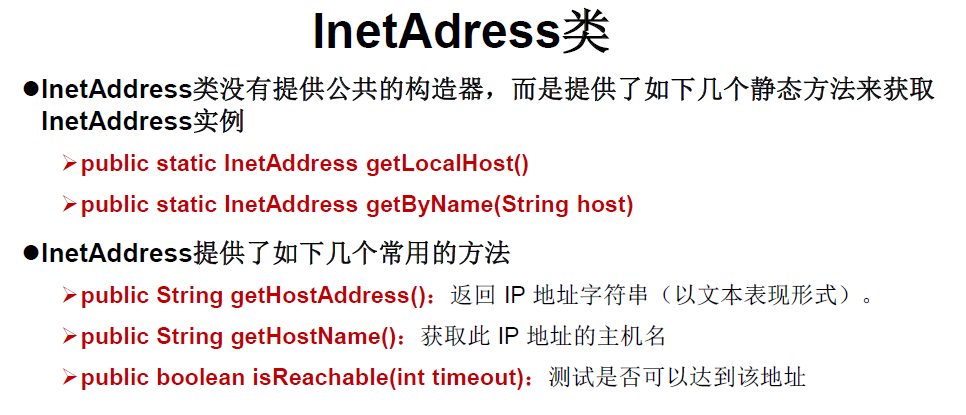 InetAdress类
●InetAddress类没有提供公共的构造器，而是提供了如下几个静态方法来获取
InetAddress实例
➢public static InetAddress getLocalHost()
➢public static InetAddress getByName(String host)
●InetAddress提供了如下几个常用的方法
➢public String getHostAddress()：返回 IP 地址字符串（以文本表现形式）。
➢public String getHostName()：获取此 IP 地址的主机名
➢public boolean isReachable(int timeout)：测试是否可以达到该地址